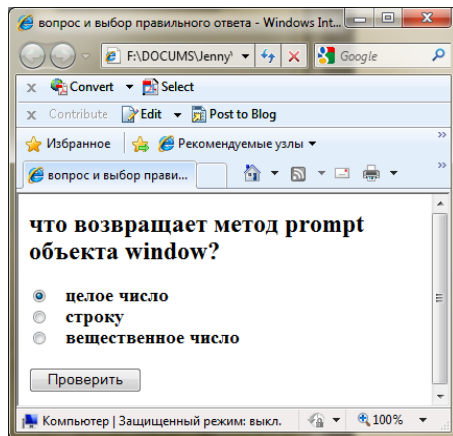 вопрос и выбор правильного ответа - Windows Int...
F:\DOCUMS\Jenny\
Google
x Convert Select
x Contribute Edit Post to Blog
Избранное Рекомендуемые узлы
вопрос и выбор прави...
что возвращает метод prompt
объекта window?
целое число
строку
вещественное число
Проверить
Компьютер | Защищенный режим: выкл. 100%